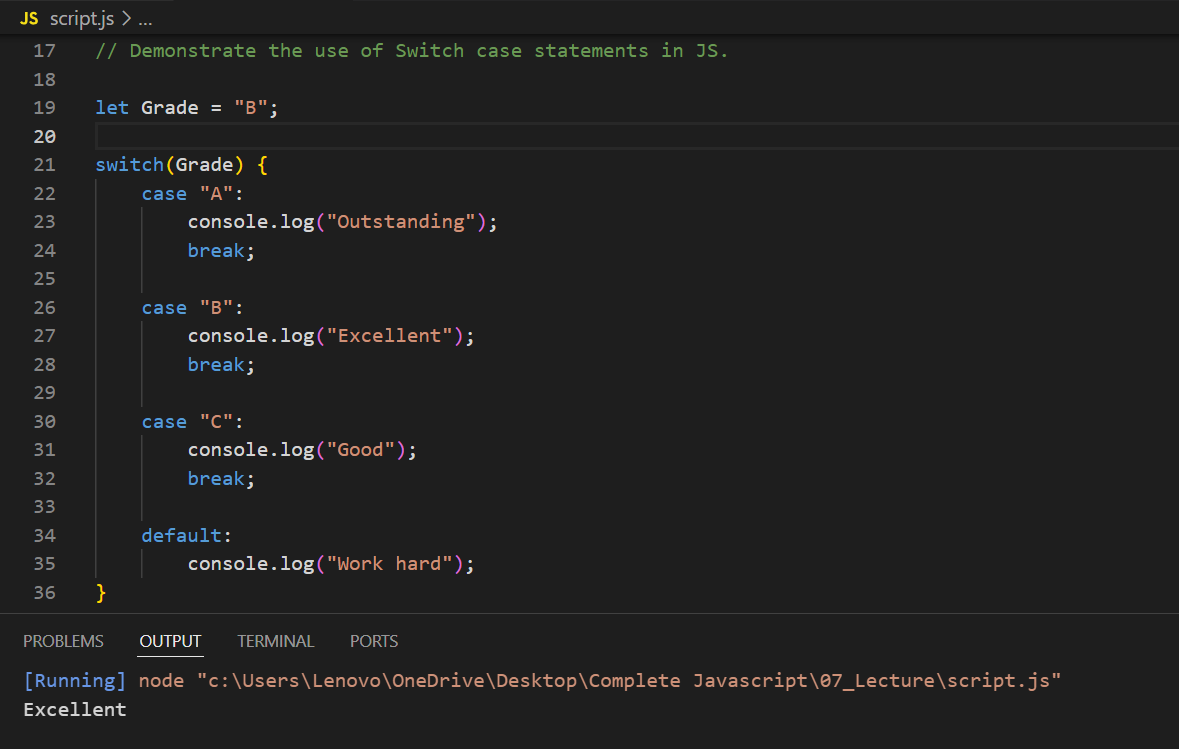 JS script.js > ...
17 // Demonstrate the use of Switch case statements in JS.
18
19 let Grade = "B";
20
21 switch(Grade) {
22     case "A":
23         console.log("Outstanding");
24         break;
25
26     case "B":
27         console.log("Excellent");
28         break;
29
30     case "C":
31         console.log("Good");
32         break;
33
34     default:
35         console.log("Work hard");
36 }
PROBLEMS OUTPUT TERMINAL PORTS
[Running] node "c:\Users\Lenovo\OneDrive\Desktop\Complete Javascript\07_Lecture\script.js"
Excellent